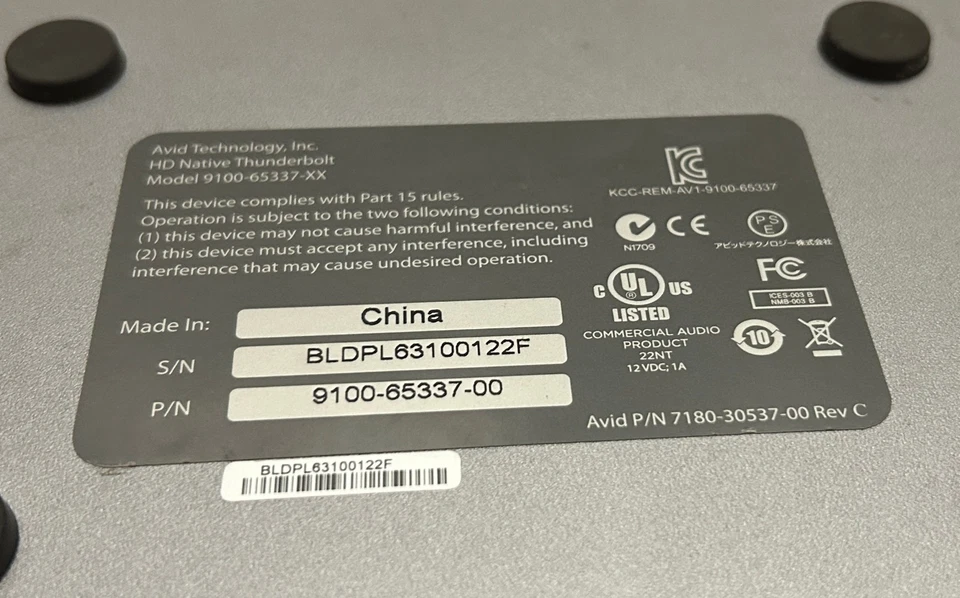 Avid Technology, Inc.
HD Native Thunderbolt
Model 9100-65337-XX
This device complies with Part 15 rules.
Operation is subject to the two following conditions:
(1) this device may not cause harmful interference, and
(2) this device must accept any interference, including
interference that may cause undesired operation.
Made In: China
S/N BLDPL63100122F
P/N 9100-65337-00
BLDPL63100122F
KC
KCC-REM-AV1-9100-65337
N1709
CE
PSE
アビッドテクノロジー株式会社
C UL US
®
LISTED
COMMERCIAL AUDIO
PRODUCT
22NT
12 VDC; 1A
FC
ICES-003 B
NMB-003 B
10
Avid P/N 7180-30537-00 Rev C